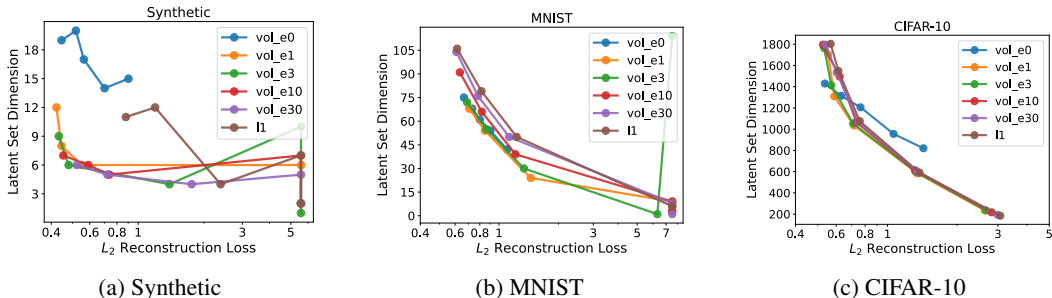 Synthetic
Latent Set Dimension
18
15
12
9
6
3
vol_e0
vol_e1
vol_e3
vol_e10
vol_e30
l1
0.4
0.6
0.8
1
2
5
L2 Reconstruction Loss
(a) Synthetic
MNIST
Latent Set Dimension
105
90
75
60
45
30
15
0
vol_e0
vol_e1
vol_e3
vol_e10
vol_e30
l1
0.4
0.6
0.8
1
3
5
7
L2 Reconstruction Loss
(b) MNIST
CIFAR-10
Latent Set Dimension
1800
1600
1400
1200
1000
800
600
400
200
vol_e0
vol_e1
vol_e3
vol_e10
vol_e30
l1
0.4
0.6
0.8
1
3
5
L2 Reconstruction Loss
(c) CIFAR-10